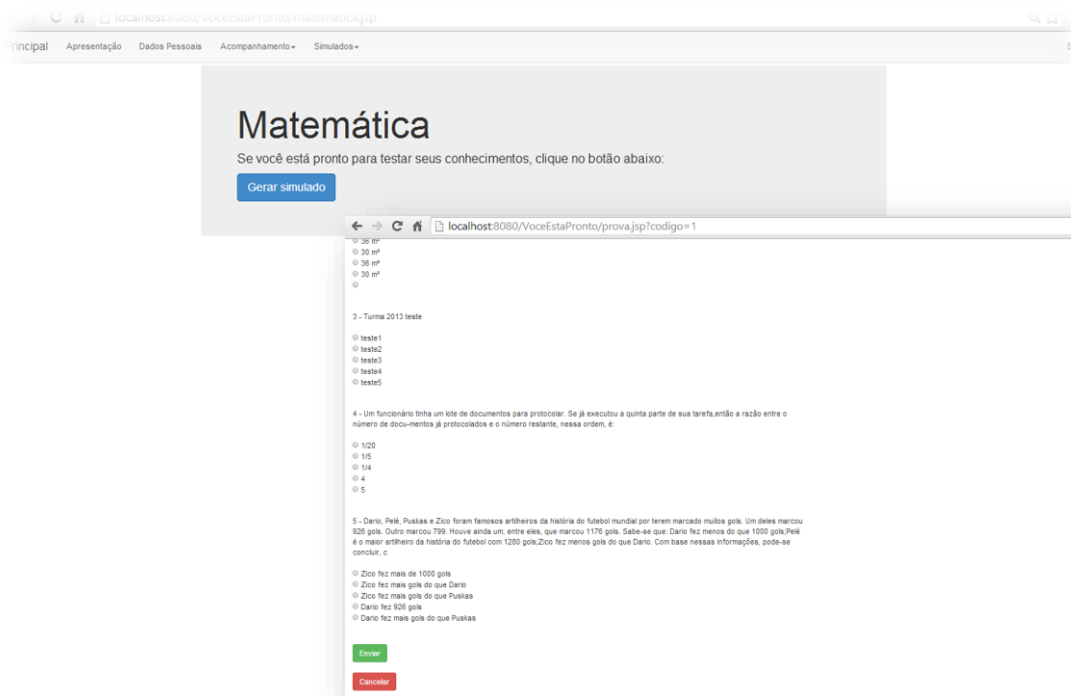 localhost:8080/VoceEstaPronto/matematica.jsp
Principal Apresentação Dados Pessoais Acompanhamento Simulados
Matemática
Se você está pronto para testar seus conhecimentos, clique no botão abaixo:
Gerar simulado
localhost:8080/VoceEstaPronto/prova.jsp?codigo=1
36 m²
30 m²
36 m²
30 m²
3 - Turma 2013 teste
teste1
teste2
teste3
teste4
teste5
4 - Um funcionário tinha um lote de documentos para protocolar. Se já executou a quinta parte de sua tarefa,então a razão entre o
número de docu-mentos já protocolados e o número restante, nessa ordem, é:
1/20
1/5
1/4
4
5
5 - Dario, Pelé, Puskas e Zico foram famosos artilheiros da história do futebol mundial por terem marcado muitos gols. Um deles marcou
926 gols. Outro marcou 799. Houve ainda um, entre eles, que marcou 1176 gols. Sabe-se que: Dario fez menos do que 1000 gols;Pelé
é o maior artilheiro da história do futebol com 1280 gols;Zico fez menos gols do que Dario. Com base nessas informações, pode-se
concluir, c
Zico fez mais de 1000 gols
Zico fez mais gols do que Dario
Zico fez mais gols do que Puskas
Dario fez 926 gols
Dario fez mais gols do que Puskas
Enviar
Cancelar